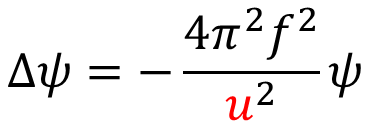 Δψ = − 4π²f² / u² ψ